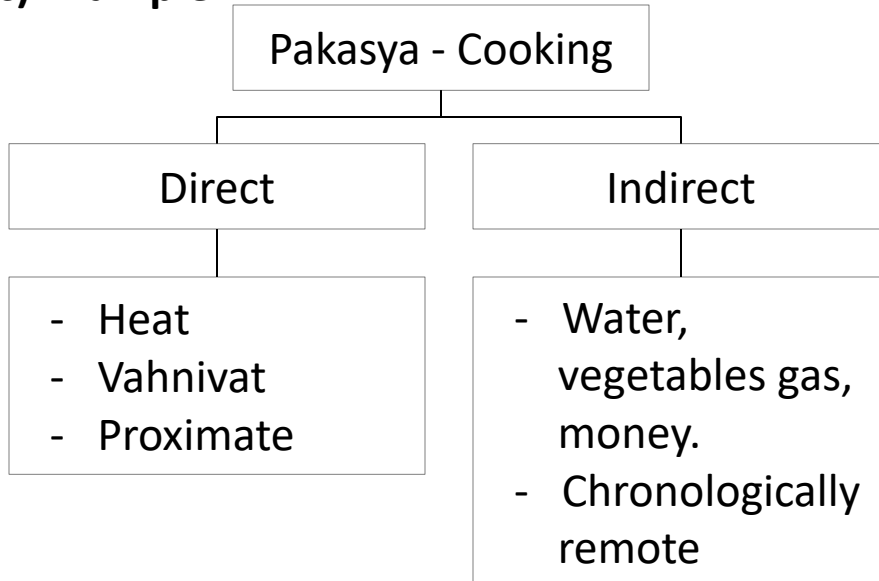 Pakasya - Cooking
Direct
Indirect
- Heat
- Vahnivat
- Proximate
- Water,
vegetables gas,
money.
- Chronologically
remote